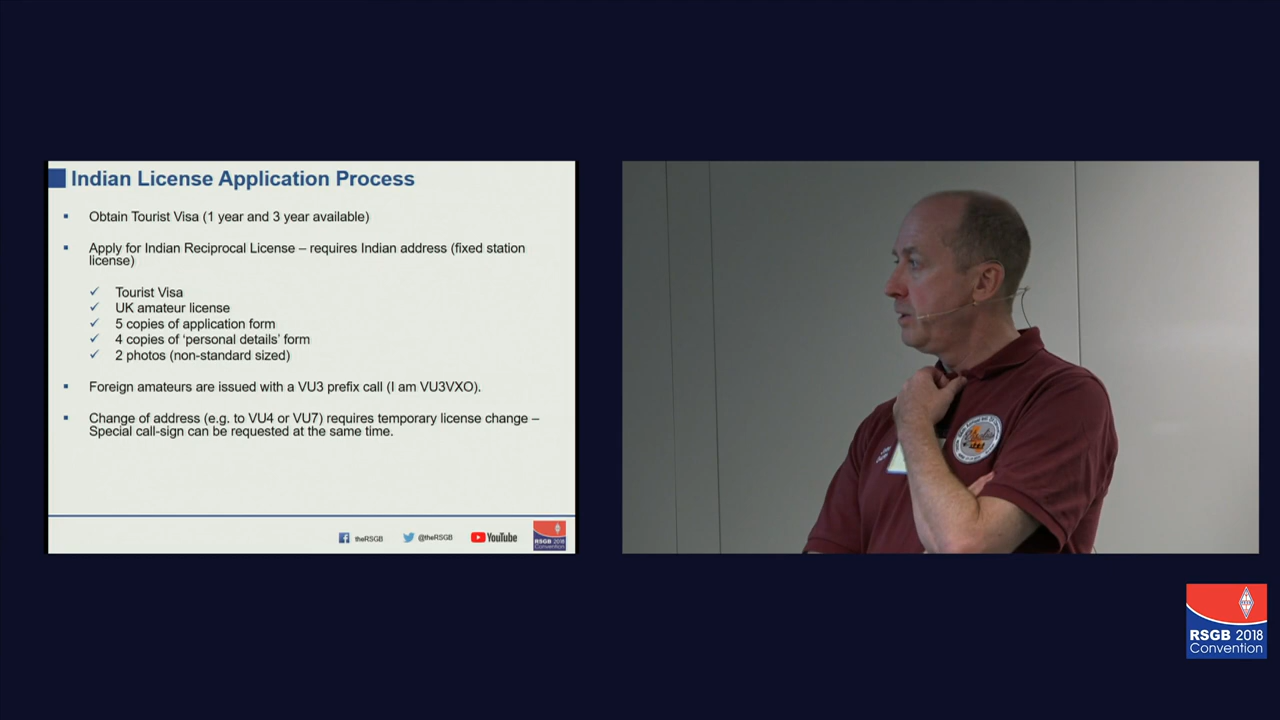 Indian License Application Process
Obtain Tourist Visa (1 year and 3 year available)
Apply for Indian Reciprocal License – requires Indian address (fixed station
license)
Tourist Visa
UK amateur license
5 copies of application form
4 copies of ‘personal details’ form
2 photos (non-standard sized)
Foreign amateurs are issued with a VU3 prefix call (I am VU3VXO).
Change of address (e.g. to VU4 or VU7) requires temporary license change –
Special call-sign can be requested at the same time.
theRSGB
@theRSGB
YouTube
RSGB 2018
Convention
RSGB 2018
Convention